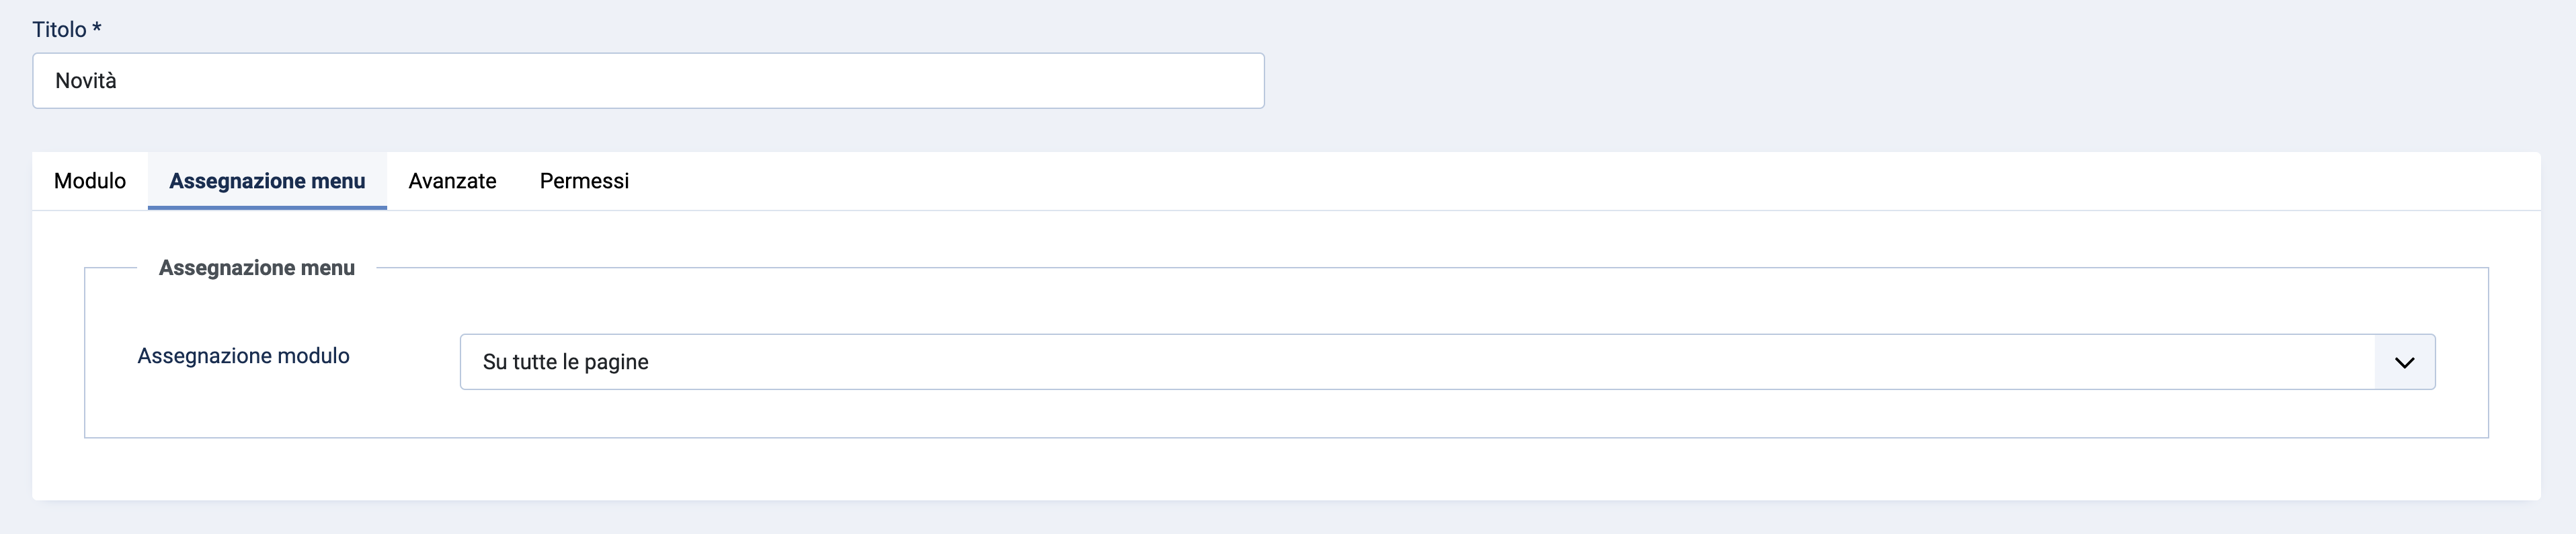 Titolo *
Novità
Modulo Assegnazione menu Avanzate Permessi
Assegnazione menu
Assegnazione modulo Su tutte le pagine